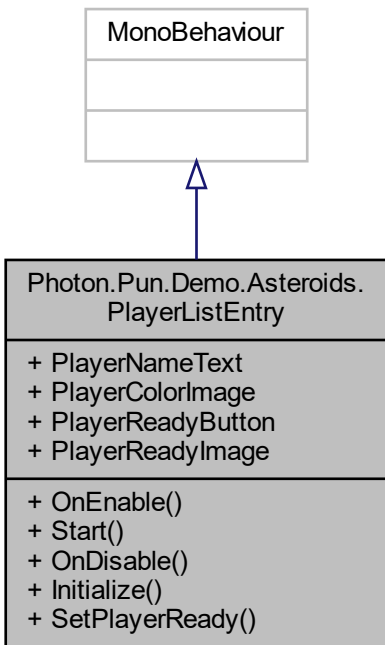 MonoBehaviour
Photon.Pun.Demo.Asteroids.
PlayerListEntry
+ PlayerNameText
+ PlayerColorImage
+ PlayerReadyButton
+ PlayerReadyImage
+ OnEnable()
+ Start()
+ OnDisable()
+ Initialize()
+ SetPlayerReady()